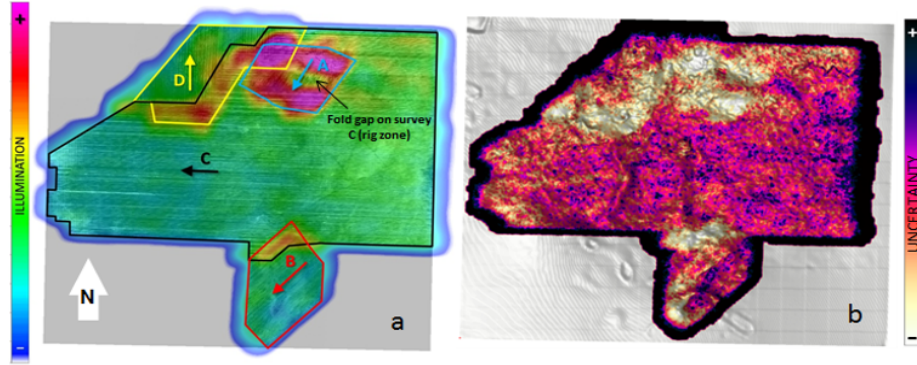 +
ILLUMINATION
–
D
A
Fold gap on survey
C (rig zone)
C
B
N
a
+
UNCERTAINTY
–
b